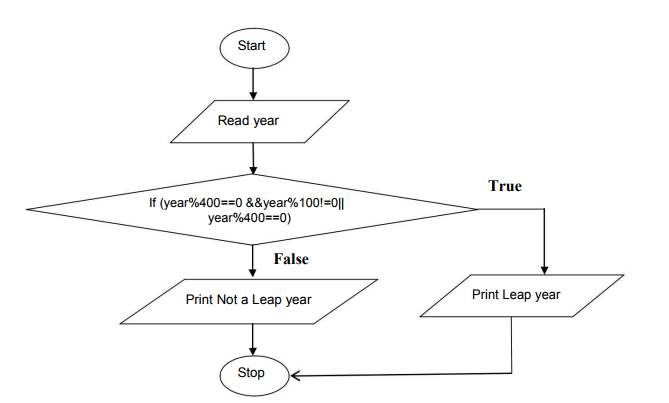 Start
Read year
If (year%400==0 &&year%100!=0||
year%400==0)
True
False
Print Not a Leap year
Print Leap year
Stop